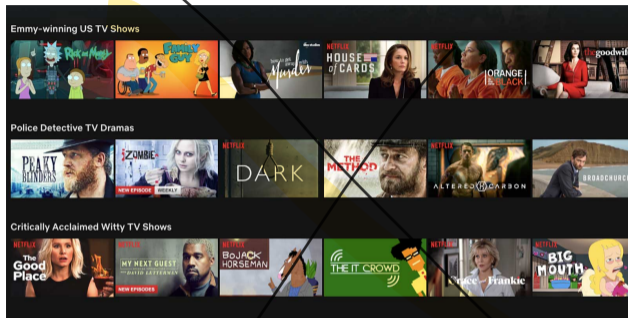 Emmy-winning US TV Shows
Rick and Morty
FAMILY GUY
abc studios
how to get away with
Murder
NETFLIX
HOUSE of CARDS
NETFLIX
ORANGE is the new BLACK
the good wife
Police Detective TV Dramas
PEAKY BLINDERS
iZOMBIE
NEW EPISODE WEEKLY
NETFLIX
DARK
THE METHOD
NETFLIX
ALTERED CARBON
BROADCHURCH
Critically Acclaimed Witty TV Shows
NETFLIX
The Good Place
NETFLIX
MY NEXT GUEST
WITH DAVID LETTERMAN
NEW EPISODES
NETFLIX
BoJACK HORSEMAN
THE IT CROWD
NETFLIX
Grace and Frankie
NETFLIX
BIG MOUTH